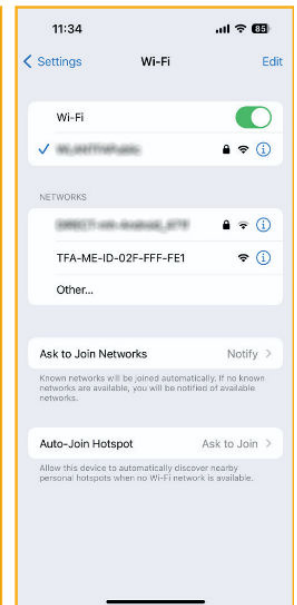 11:34
85
Settings
Wi-Fi
Edit
Wi-Fi
NETWORKS
TFA-ME-ID-02F-FFF-FE1
Other...
Ask to Join Networks
Notify
Known networks will be joined automatically. If no known
networks are available, you will be notified of available
networks.
Auto-Join Hotspot
Ask to Join
Allow this device to automatically discover nearby
personal hotspots when no Wi-Fi network is available.